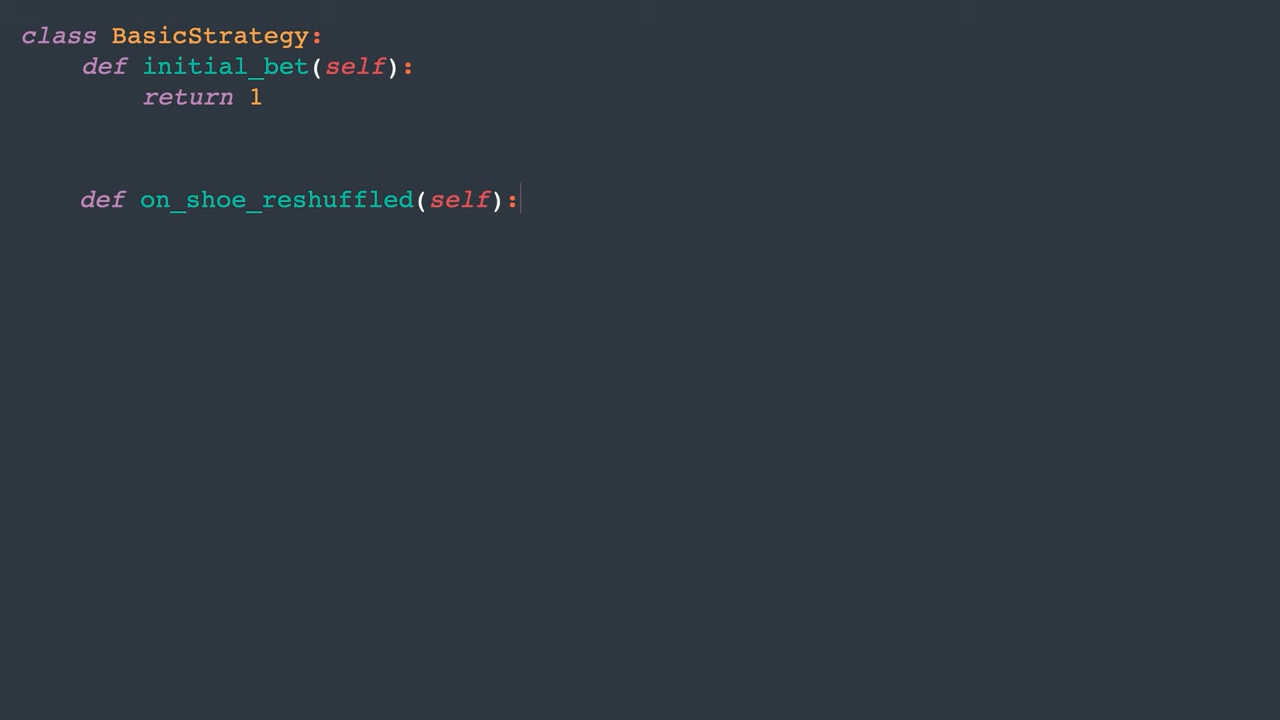 class BasicStrategy:
    def initial_bet(self):
        return 1
    def on_shoe_reshuffled(self):